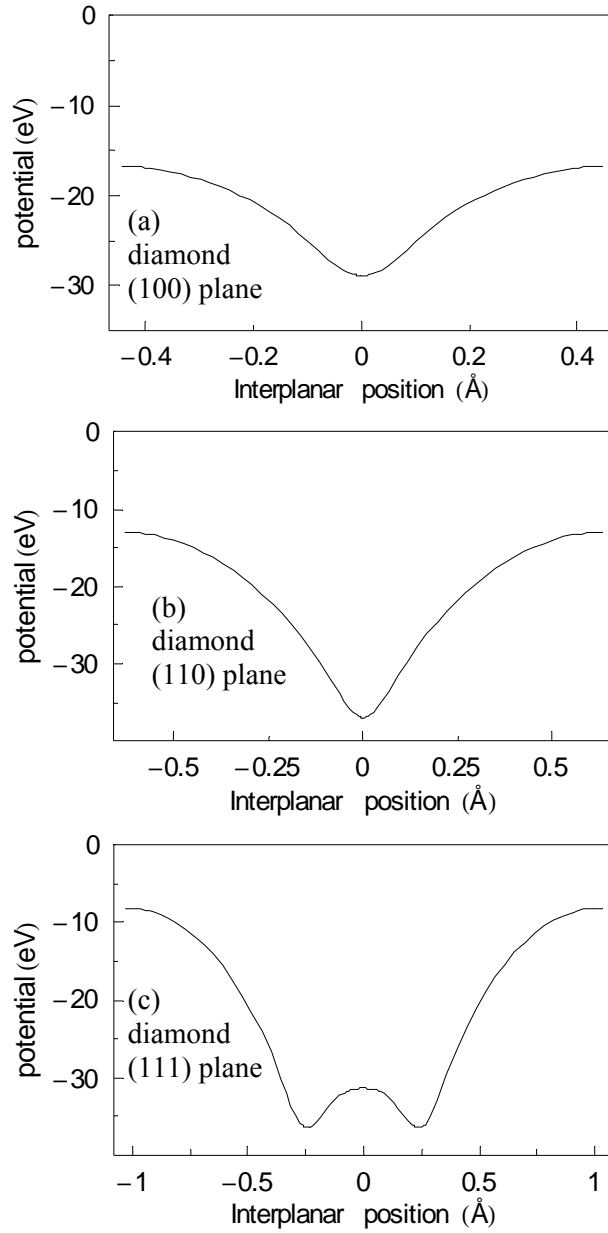 0
−10
−20
−30
potential (eV)
(a)
diamond
(100) plane
−0.4 −0.2 0 0.2 0.4
Interplanar position (Å)
0
−10
−20
−30
potential (eV)
(b)
diamond
(110) plane
−0.5 −0.25 0 0.25 0.5
Interplanar position (Å)
0
−10
−20
−30
potential (eV)
(c)
diamond
(111) plane
−1 −0.5 0 0.5 1
Interplanar position (Å)